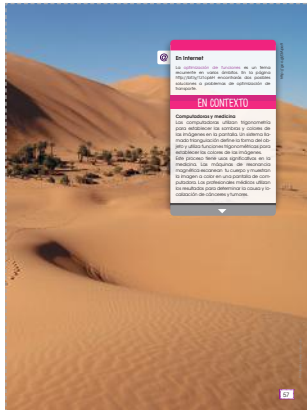 @
En Internet
La optimización de funciones es un tema
recurrente en varios ámbitos. En la página
encontrarás dos posibles
soluciones a problemas de optimización de
transporte.
EN CONTEXTO
Computadoras y medicina
Las computadoras utilizan trigonometría
para establecer las sombras y colores de
las imágenes en la pantalla. Un sistema lla-
mado triangulación define la forma del ob-
jeto y utiliza funciones trigonométricas para
establecer los colores de las imágenes.
Este proceso tiene usos significativos en la
medicina. Las máquinas de resonancia
magnética escanean tu cuerpo y muestran
la imagen a color en una pantalla de com-
putadora. Los profesionales médicos utilizan
los resultados para determinar la causa y lo-
calización de cánceres y tumores.
57